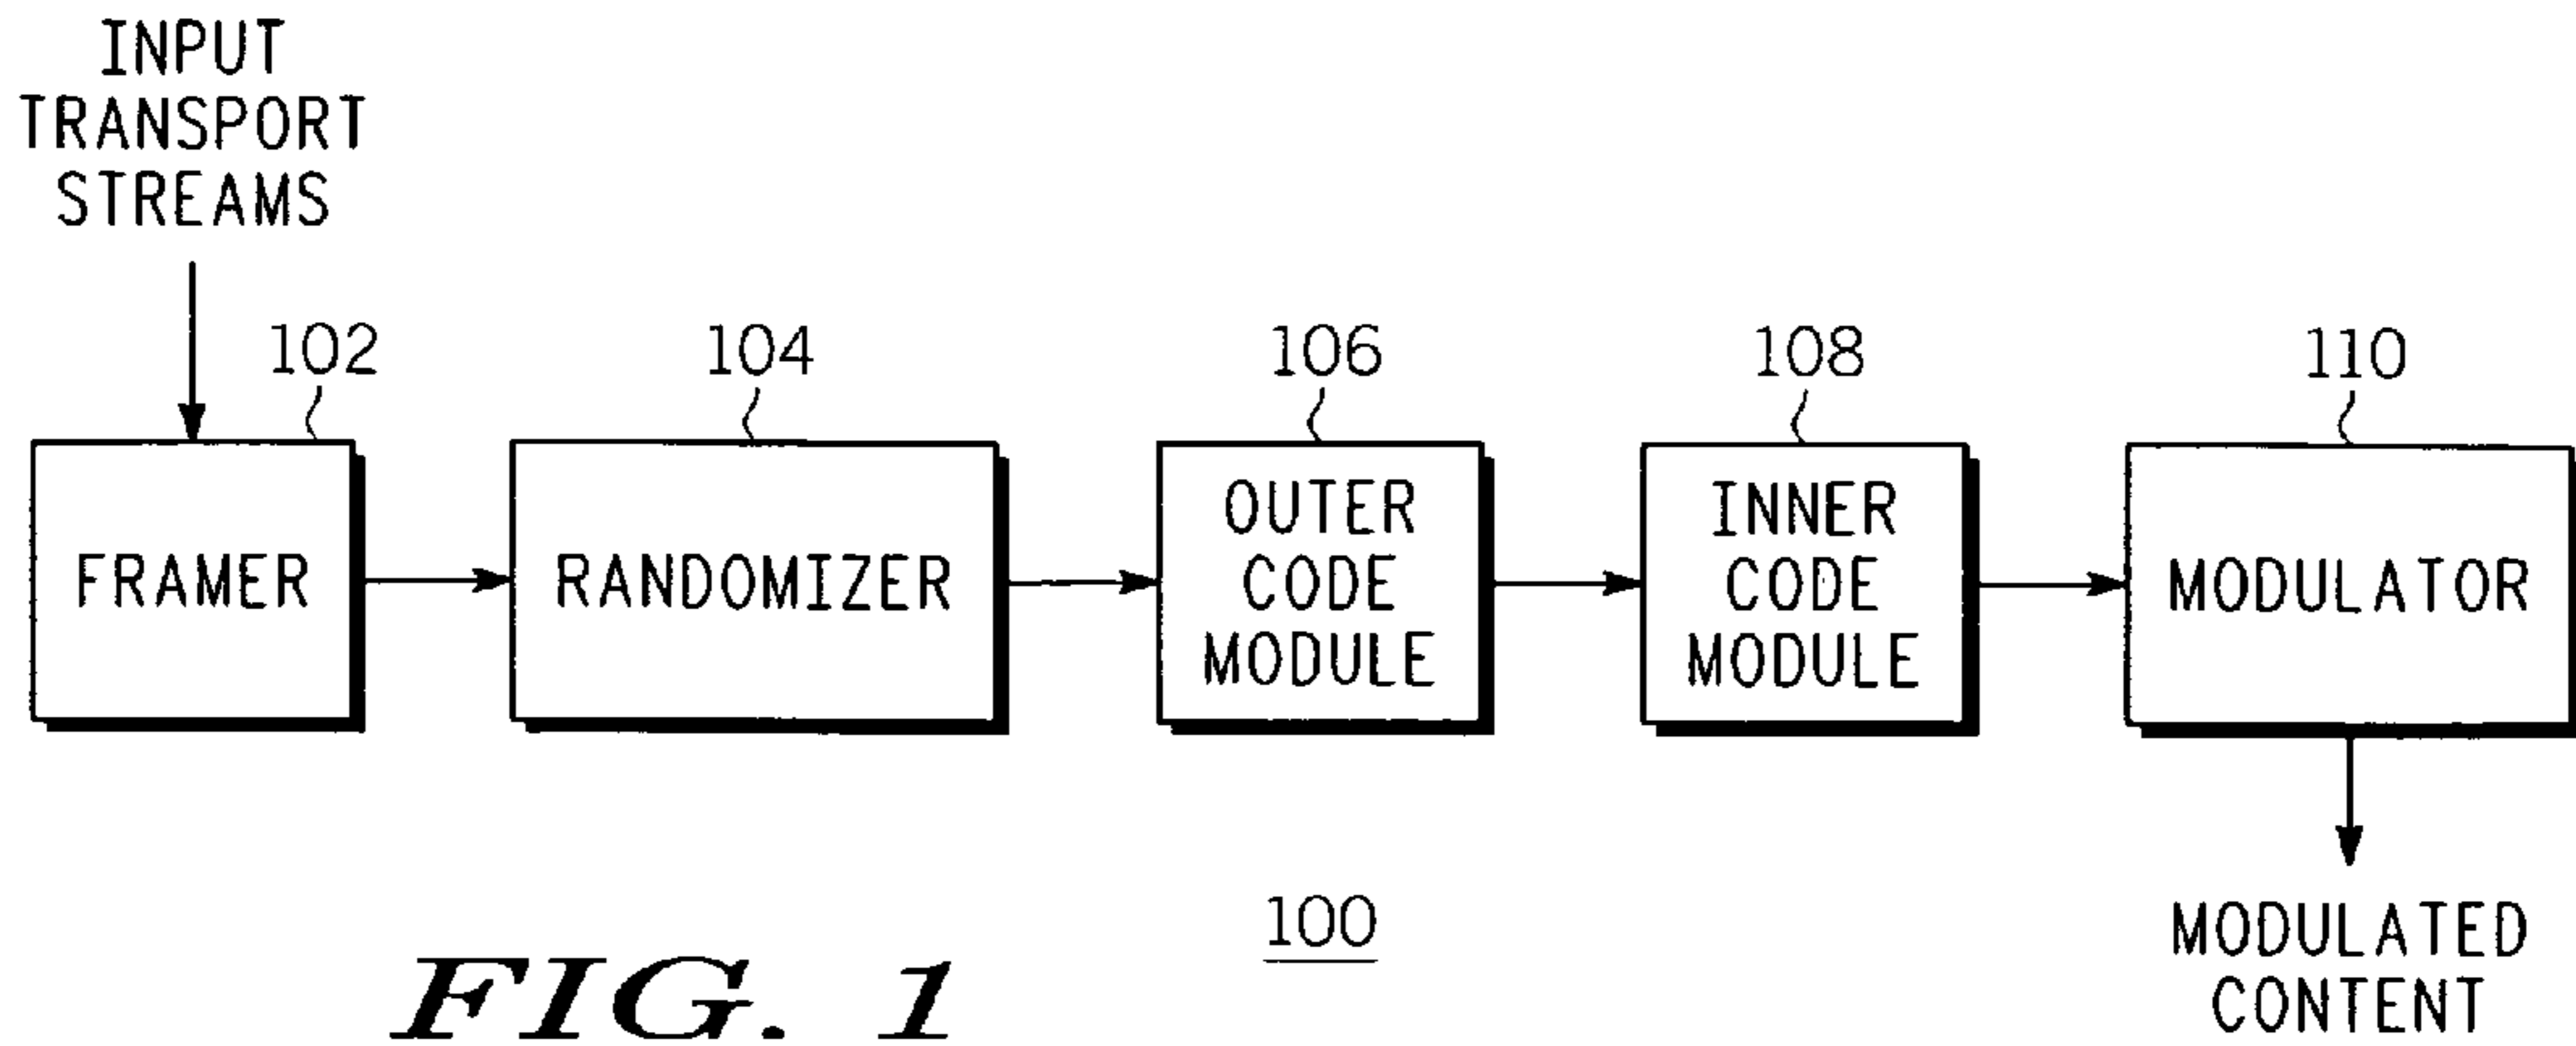 INPUT
TRANSPORT
STREAMS
102
104
106
108
110
FRAMER
RANDOMIZER
OUTER
CODE
MODULE
INNER
CODE
MODULE
MODULATOR
100
MODULATED
CONTENT
FIG. 1